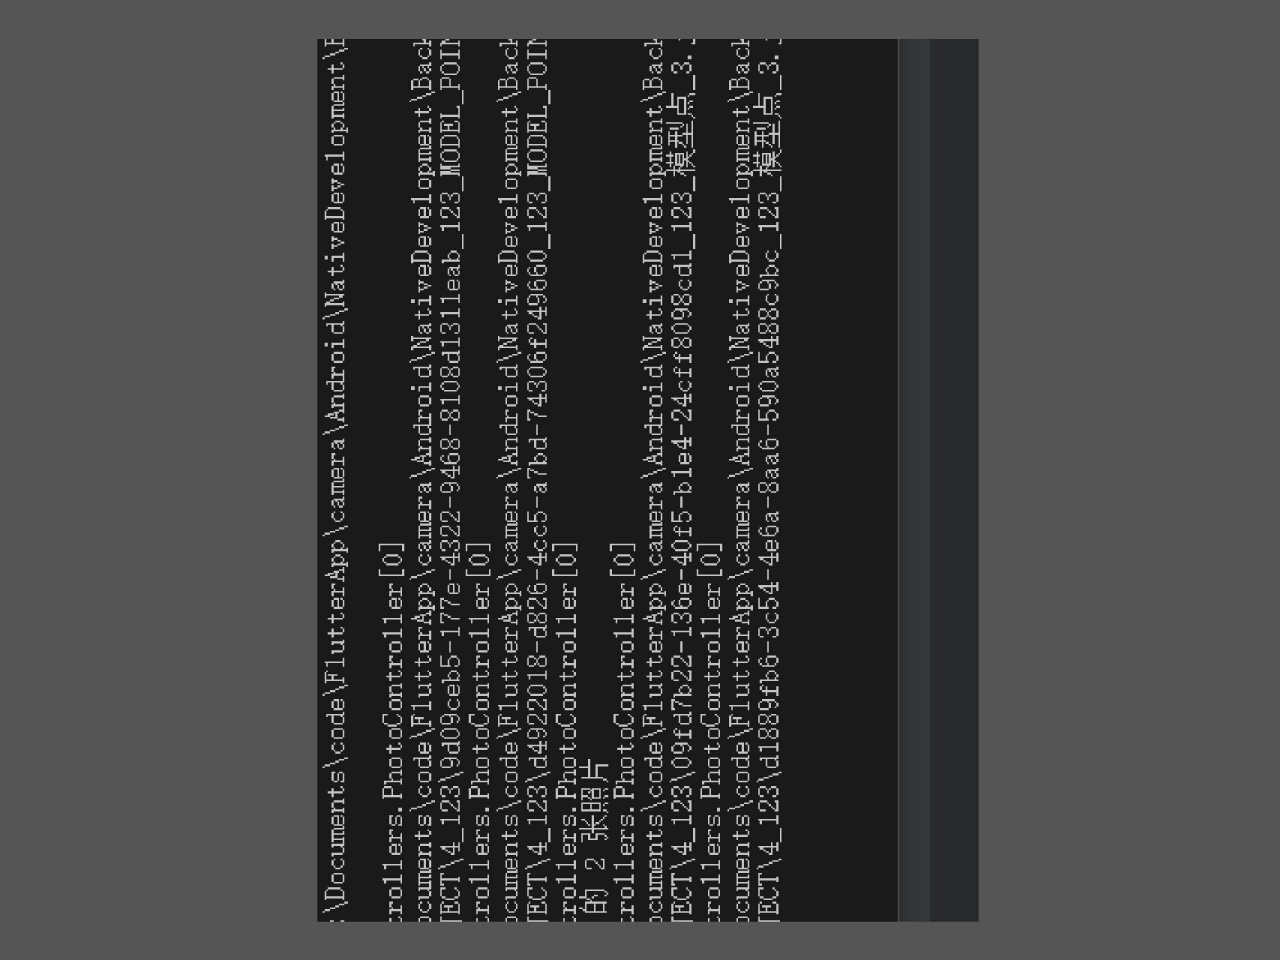 :\Documents\code\FlutterApp\camera\Android\NativeDevelopment\B
trollers.PhotoController[0]
ocuments\code\FlutterApp\camera\Android\NativeDevelopment\Back
JECT\4_123\9d09ceb5-177e-4322-9468-8108d1311eab_123_MODEL_POIN
trollers.PhotoController[0]
ocuments\code\FlutterApp\camera\Android\NativeDevelopment\Back
JECT\4_123\d4922018-d826-4cc5-a7bd-74306f249660_123_MODEL_POIN
trollers.PhotoController[0]
的 2 张照片
trollers.PhotoController[0]
ocuments\code\FlutterApp\camera\Android\NativeDevelopment\Back
JECT\4_123\09fd7b22-136e-40f5-b1e4-24cff8098cd1_123_模型点_3.j
trollers.PhotoController[0]
ocuments\code\FlutterApp\camera\Android\NativeDevelopment\Back
JECT\4_123\d1889fb6-3c54-4e6a-8aa6-590a5488c9bc_123_模型点_3.j